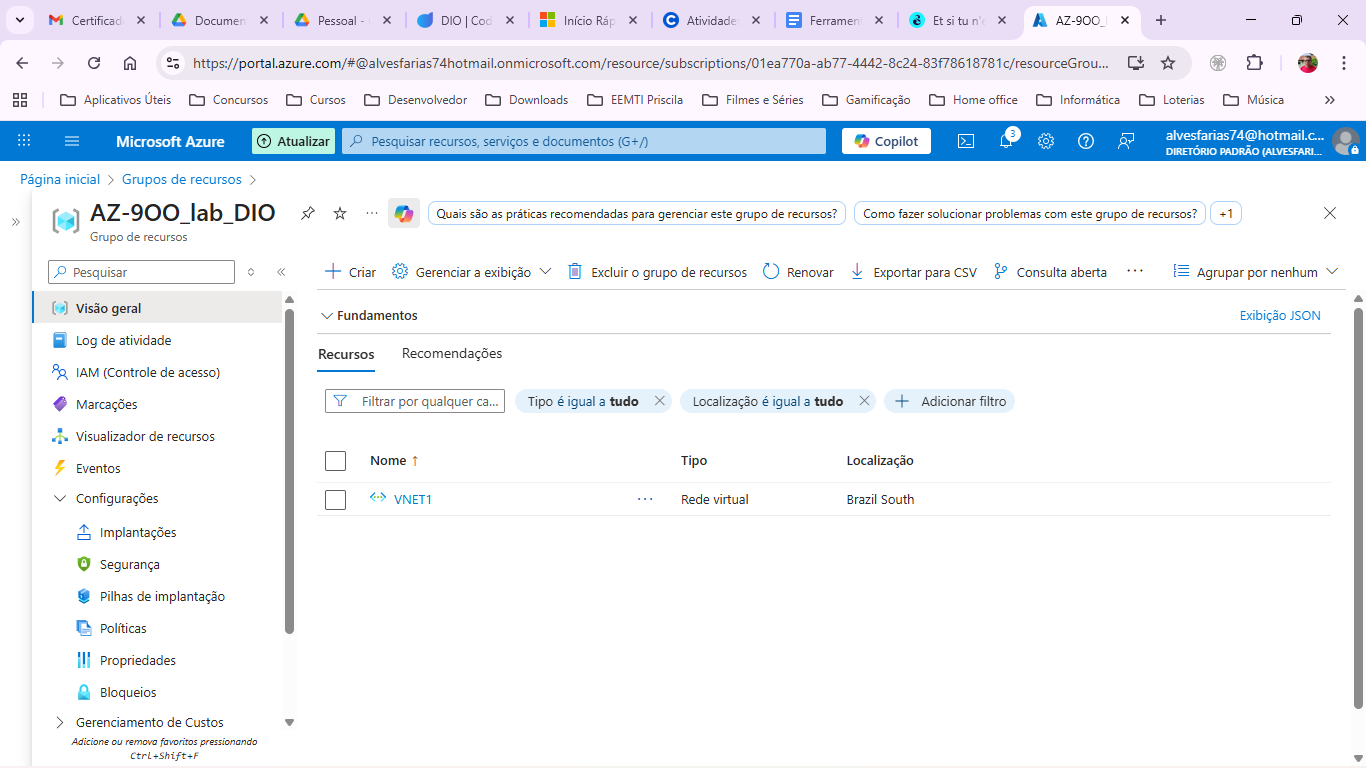 Certificado
Documen
Pessoal -
DIO | Cod
Início Ráp
Atividade
Ferrament
Et si tu n'é
AZ-9OO_l
https://portal.azure.com/#@alvesfarias74hotmail.onmicrosoft.com/resource/subscriptions/01ea770a-ab77-4442-8c24-83f78618781c/resourceGrou...
Aplicativos Úteis
Concursos
Cursos
Desenvolvedor
Downloads
EEMTI Priscila
Filmes e Séries
Gamificação
Home office
Informática
Loterias
Música
Microsoft Azure
Atualizar
Pesquisar recursos, serviços e documentos (G+/)
Copilot
3
alvesfarias74@hotmail.c...
DIRETÓRIO PADRÃO (ALVESFARI...
Página inicial > Grupos de recursos >
AZ-9OO_lab_DIO
Grupo de recursos
Quais são as práticas recomendadas para gerenciar este grupo de recursos?
Como fazer solucionar problemas com este grupo de recursos?
+1
Pesquisar
Criar
Gerenciar a exibição
Excluir o grupo de recursos
Renovar
Exportar para CSV
Consulta aberta
Agrupar por nenhum
Visão geral
Log de atividade
IAM (Controle de acesso)
Marcações
Visualizador de recursos
Eventos
Configurações
Implantações
Segurança
Pilhas de implantação
Políticas
Propriedades
Bloqueios
Gerenciamento de Custos
Adicione ou remova favoritos pressionando
Ctrl+Shift+F
Fundamentos
Exibição JSON
Recursos
Recomendações
Filtrar por qualquer ca...
Tipo é igual a tudo
Localização é igual a tudo
Adicionar filtro
Nome ↑
Tipo
Localização
VNET1
Rede virtual
Brazil South